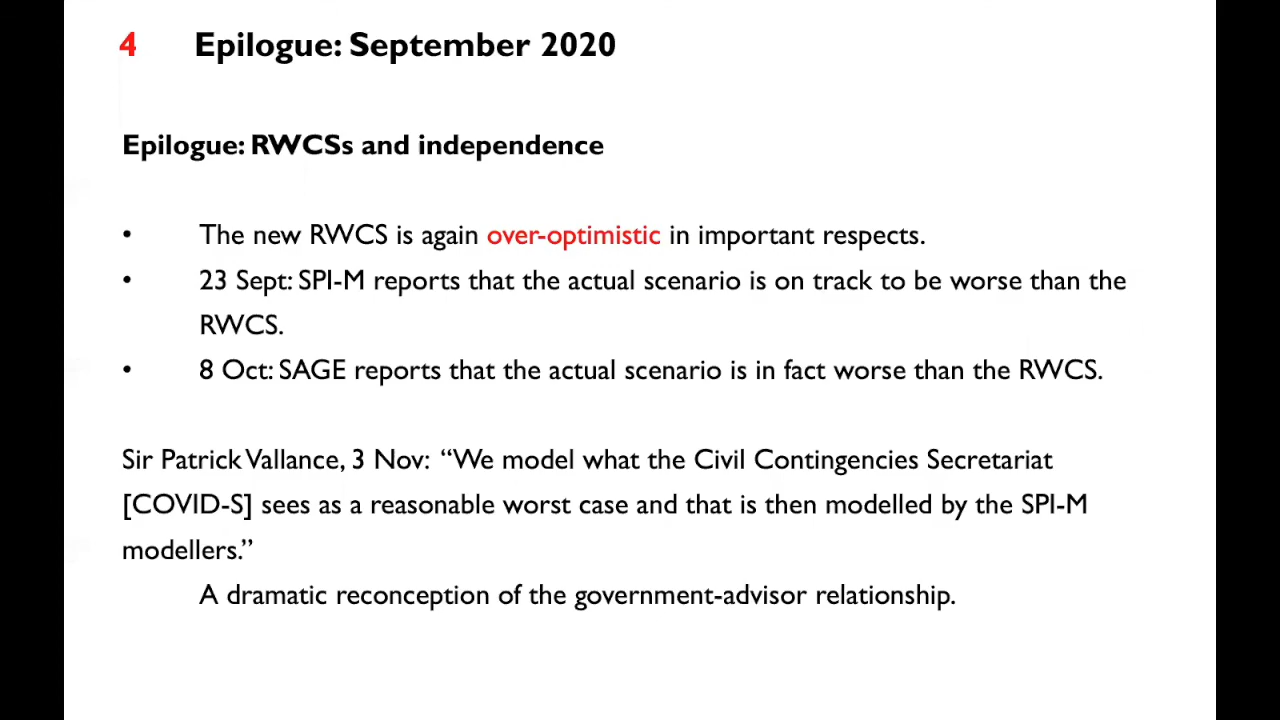 4 Epilogue: September 2020
Epilogue: RWCSs and independence
• The new RWCS is again over-optimistic in important respects.
• 23 Sept: SPI-M reports that the actual scenario is on track to be worse than the
RWCS.
• 8 Oct: SAGE reports that the actual scenario is in fact worse than the RWCS.
Sir Patrick Vallance, 3 Nov: “We model what the Civil Contingencies Secretariat
[COVID-S] sees as a reasonable worst case and that is then modelled by the SPI-M
modellers.”
A dramatic reconception of the government-advisor relationship.